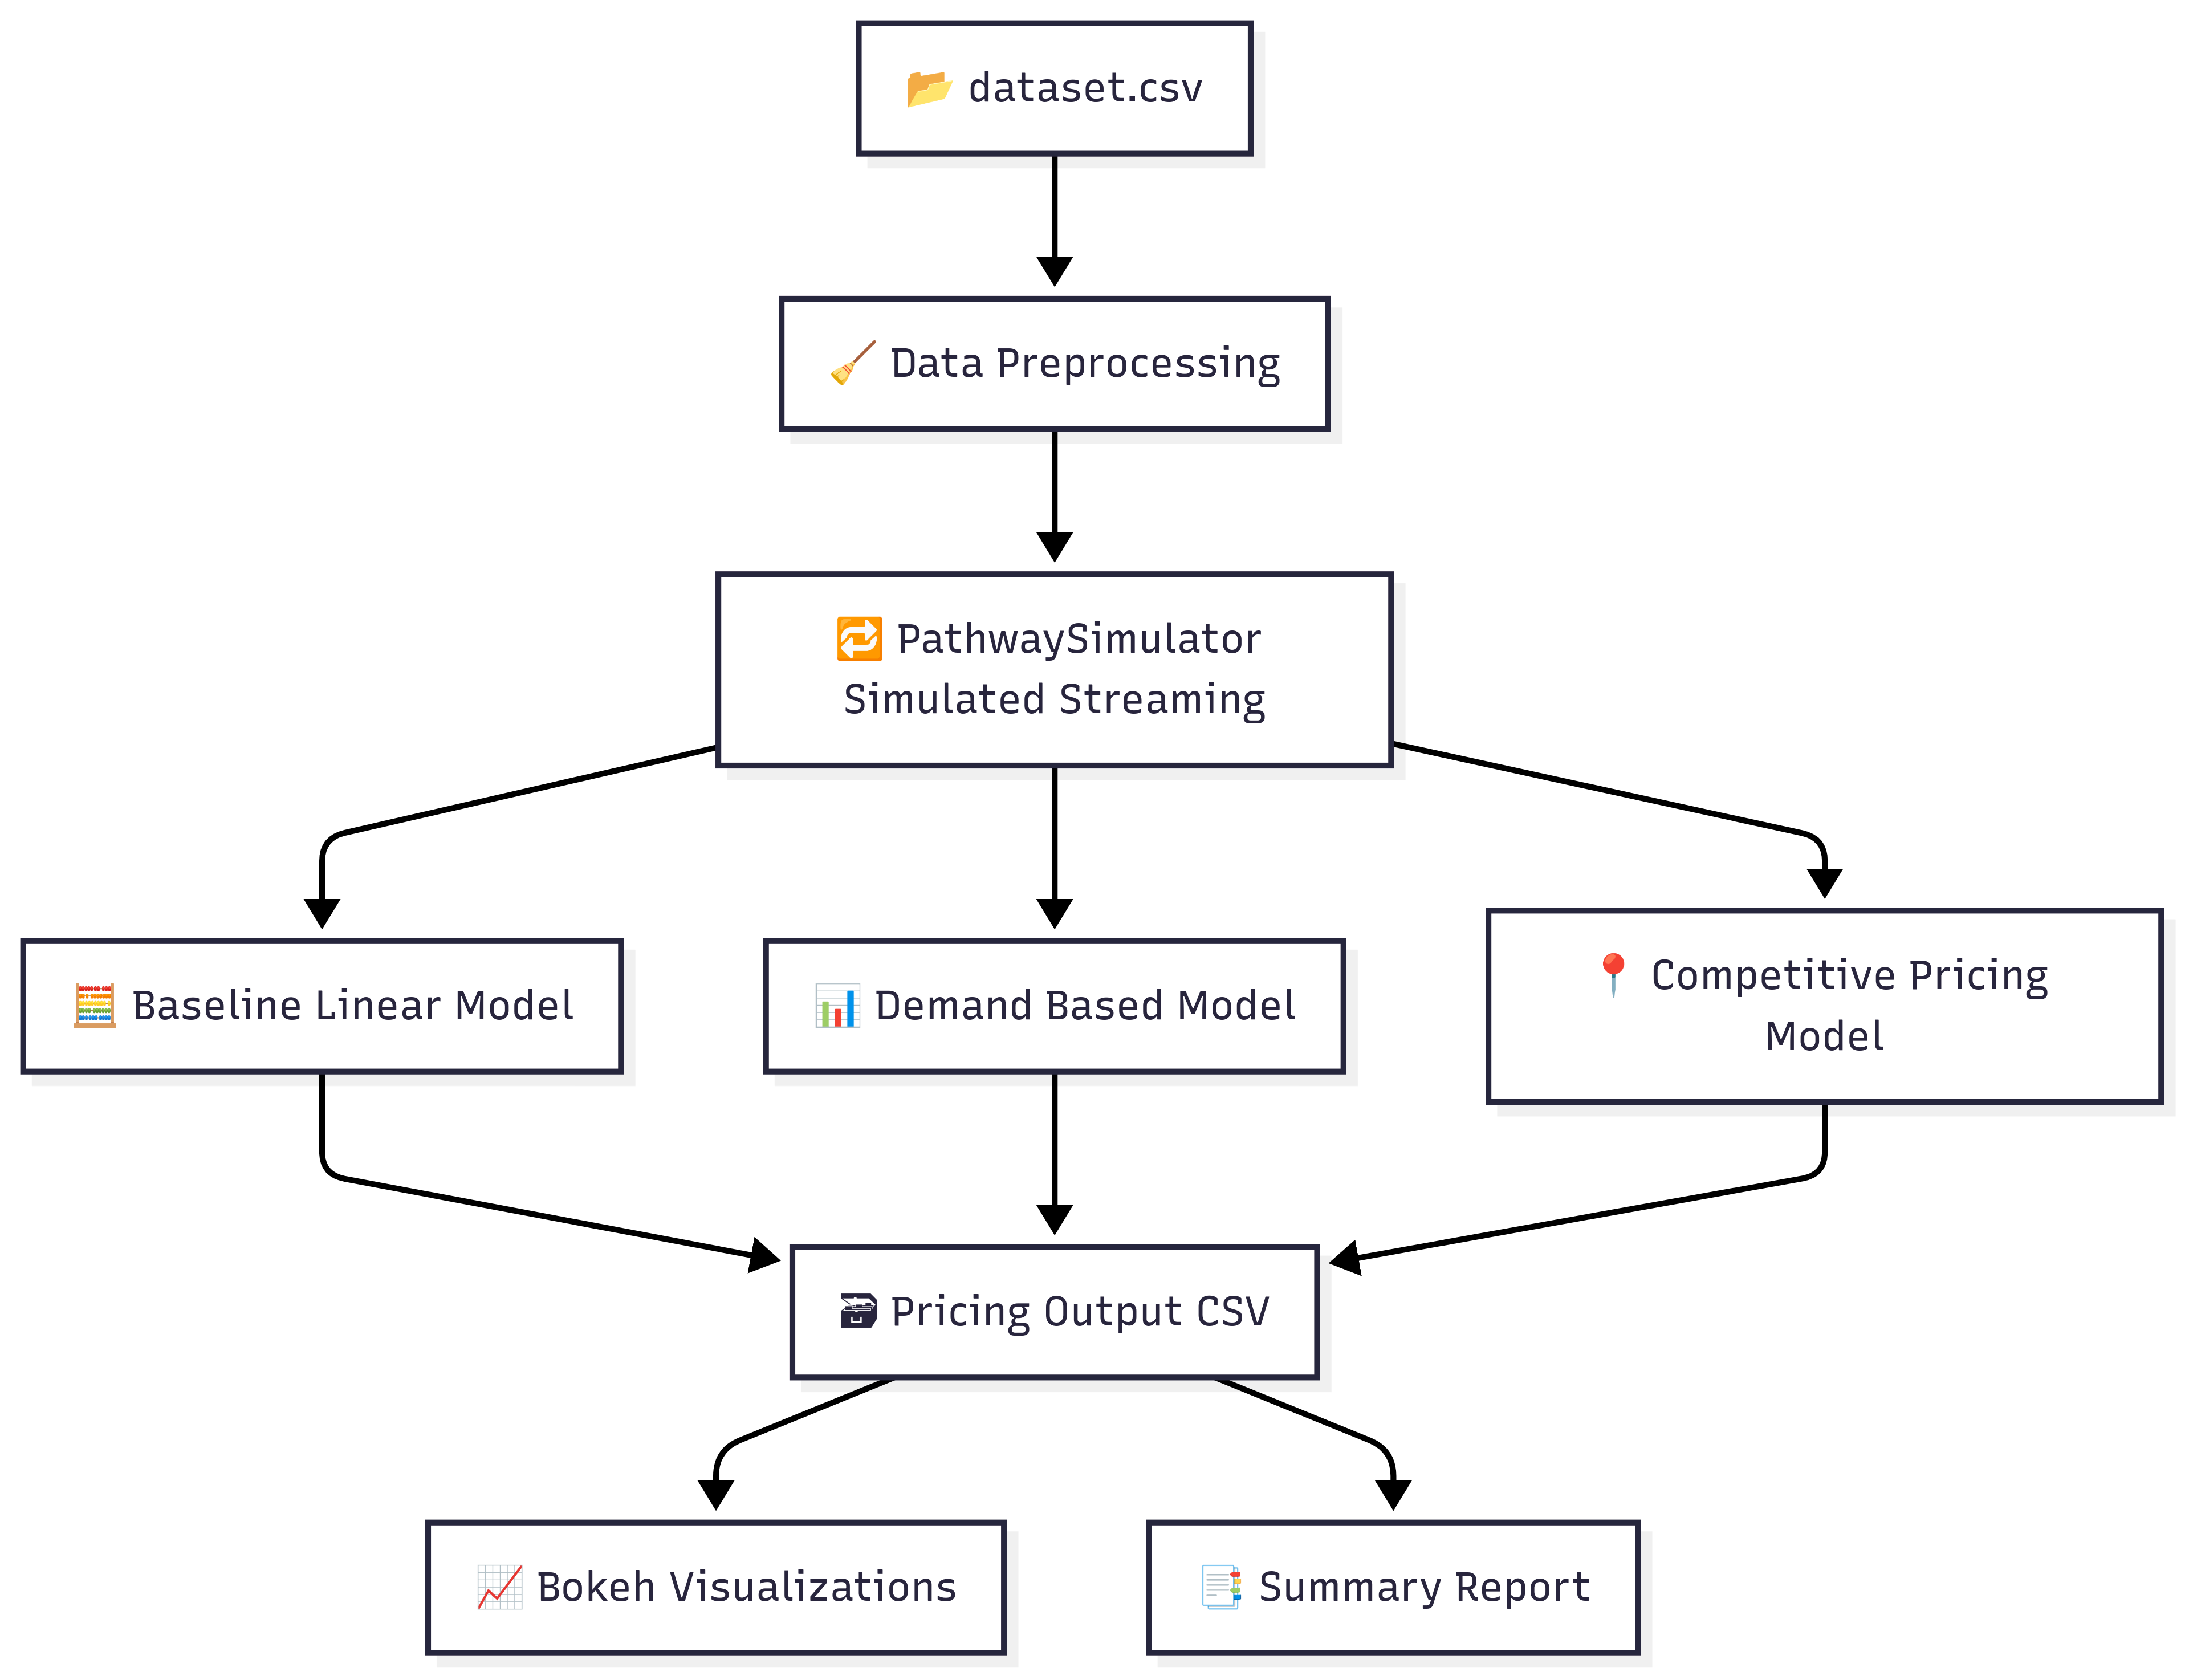 dataset.csv
Data Preprocessing
PathwaySimulator
Simulated Streaming
Baseline Linear Model
Demand Based Model
Competitive Pricing
Model
Pricing Output CSV
Bokeh Visualizations
Summary Report